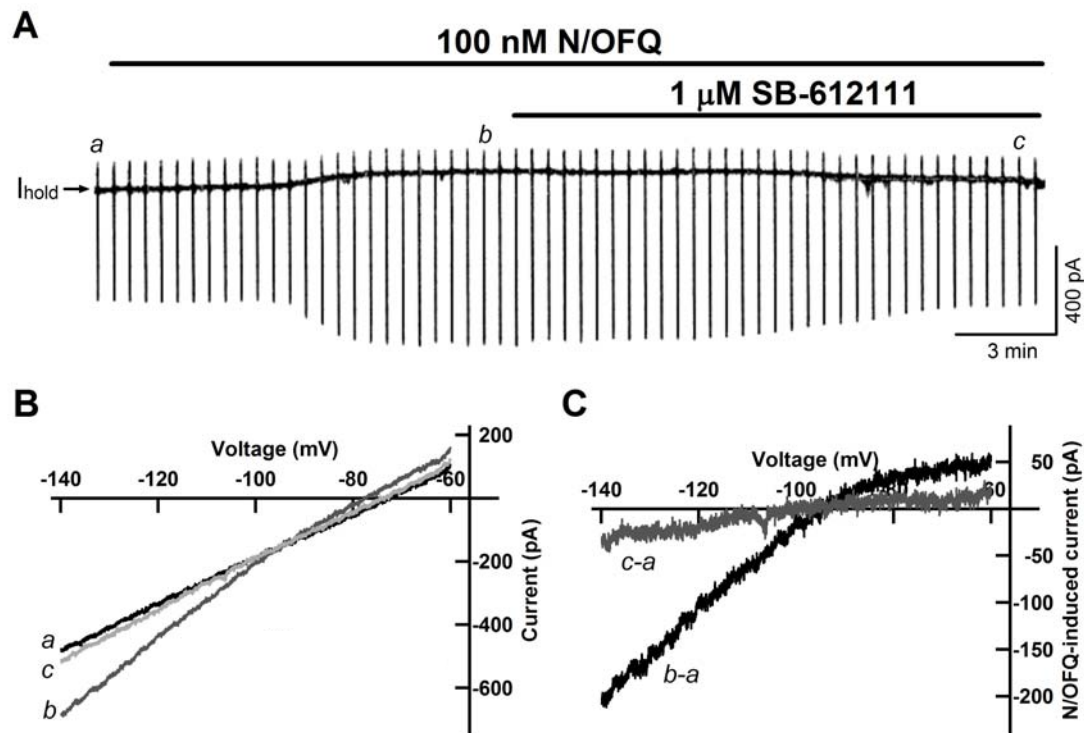 A
100 nM N/OFQ
1 μM SB-612111
a
b
c
Ihold
400 pA
3 min
B
Voltage (mV)
-140
-120
-100
-80
-60
200
-200
-400
-600
Current (pA)
a
c
b
C
Voltage (mV)
-140
-120
-100
-80
-60
50
-50
-100
-150
-200
N/OFQ-induced current (pA)
c-a
b-a